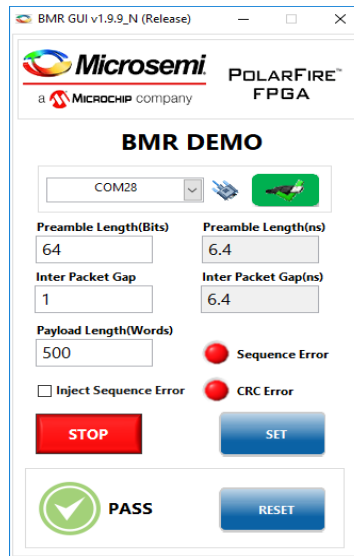 BMR GUI v1.9.9_N (Release)
Microsemi.
a MICROCHIP company
POLARFIRE™
FPGA
BMR DEMO
COM28
Preamble Length(Bits) Preamble Length(ns)
64 6.4
Inter Packet Gap Inter Packet Gap(ns)
1 6.4
Payload Length(Words)
500
Sequence Error
Inject Sequence Error CRC Error
STOP SET
PASS RESET